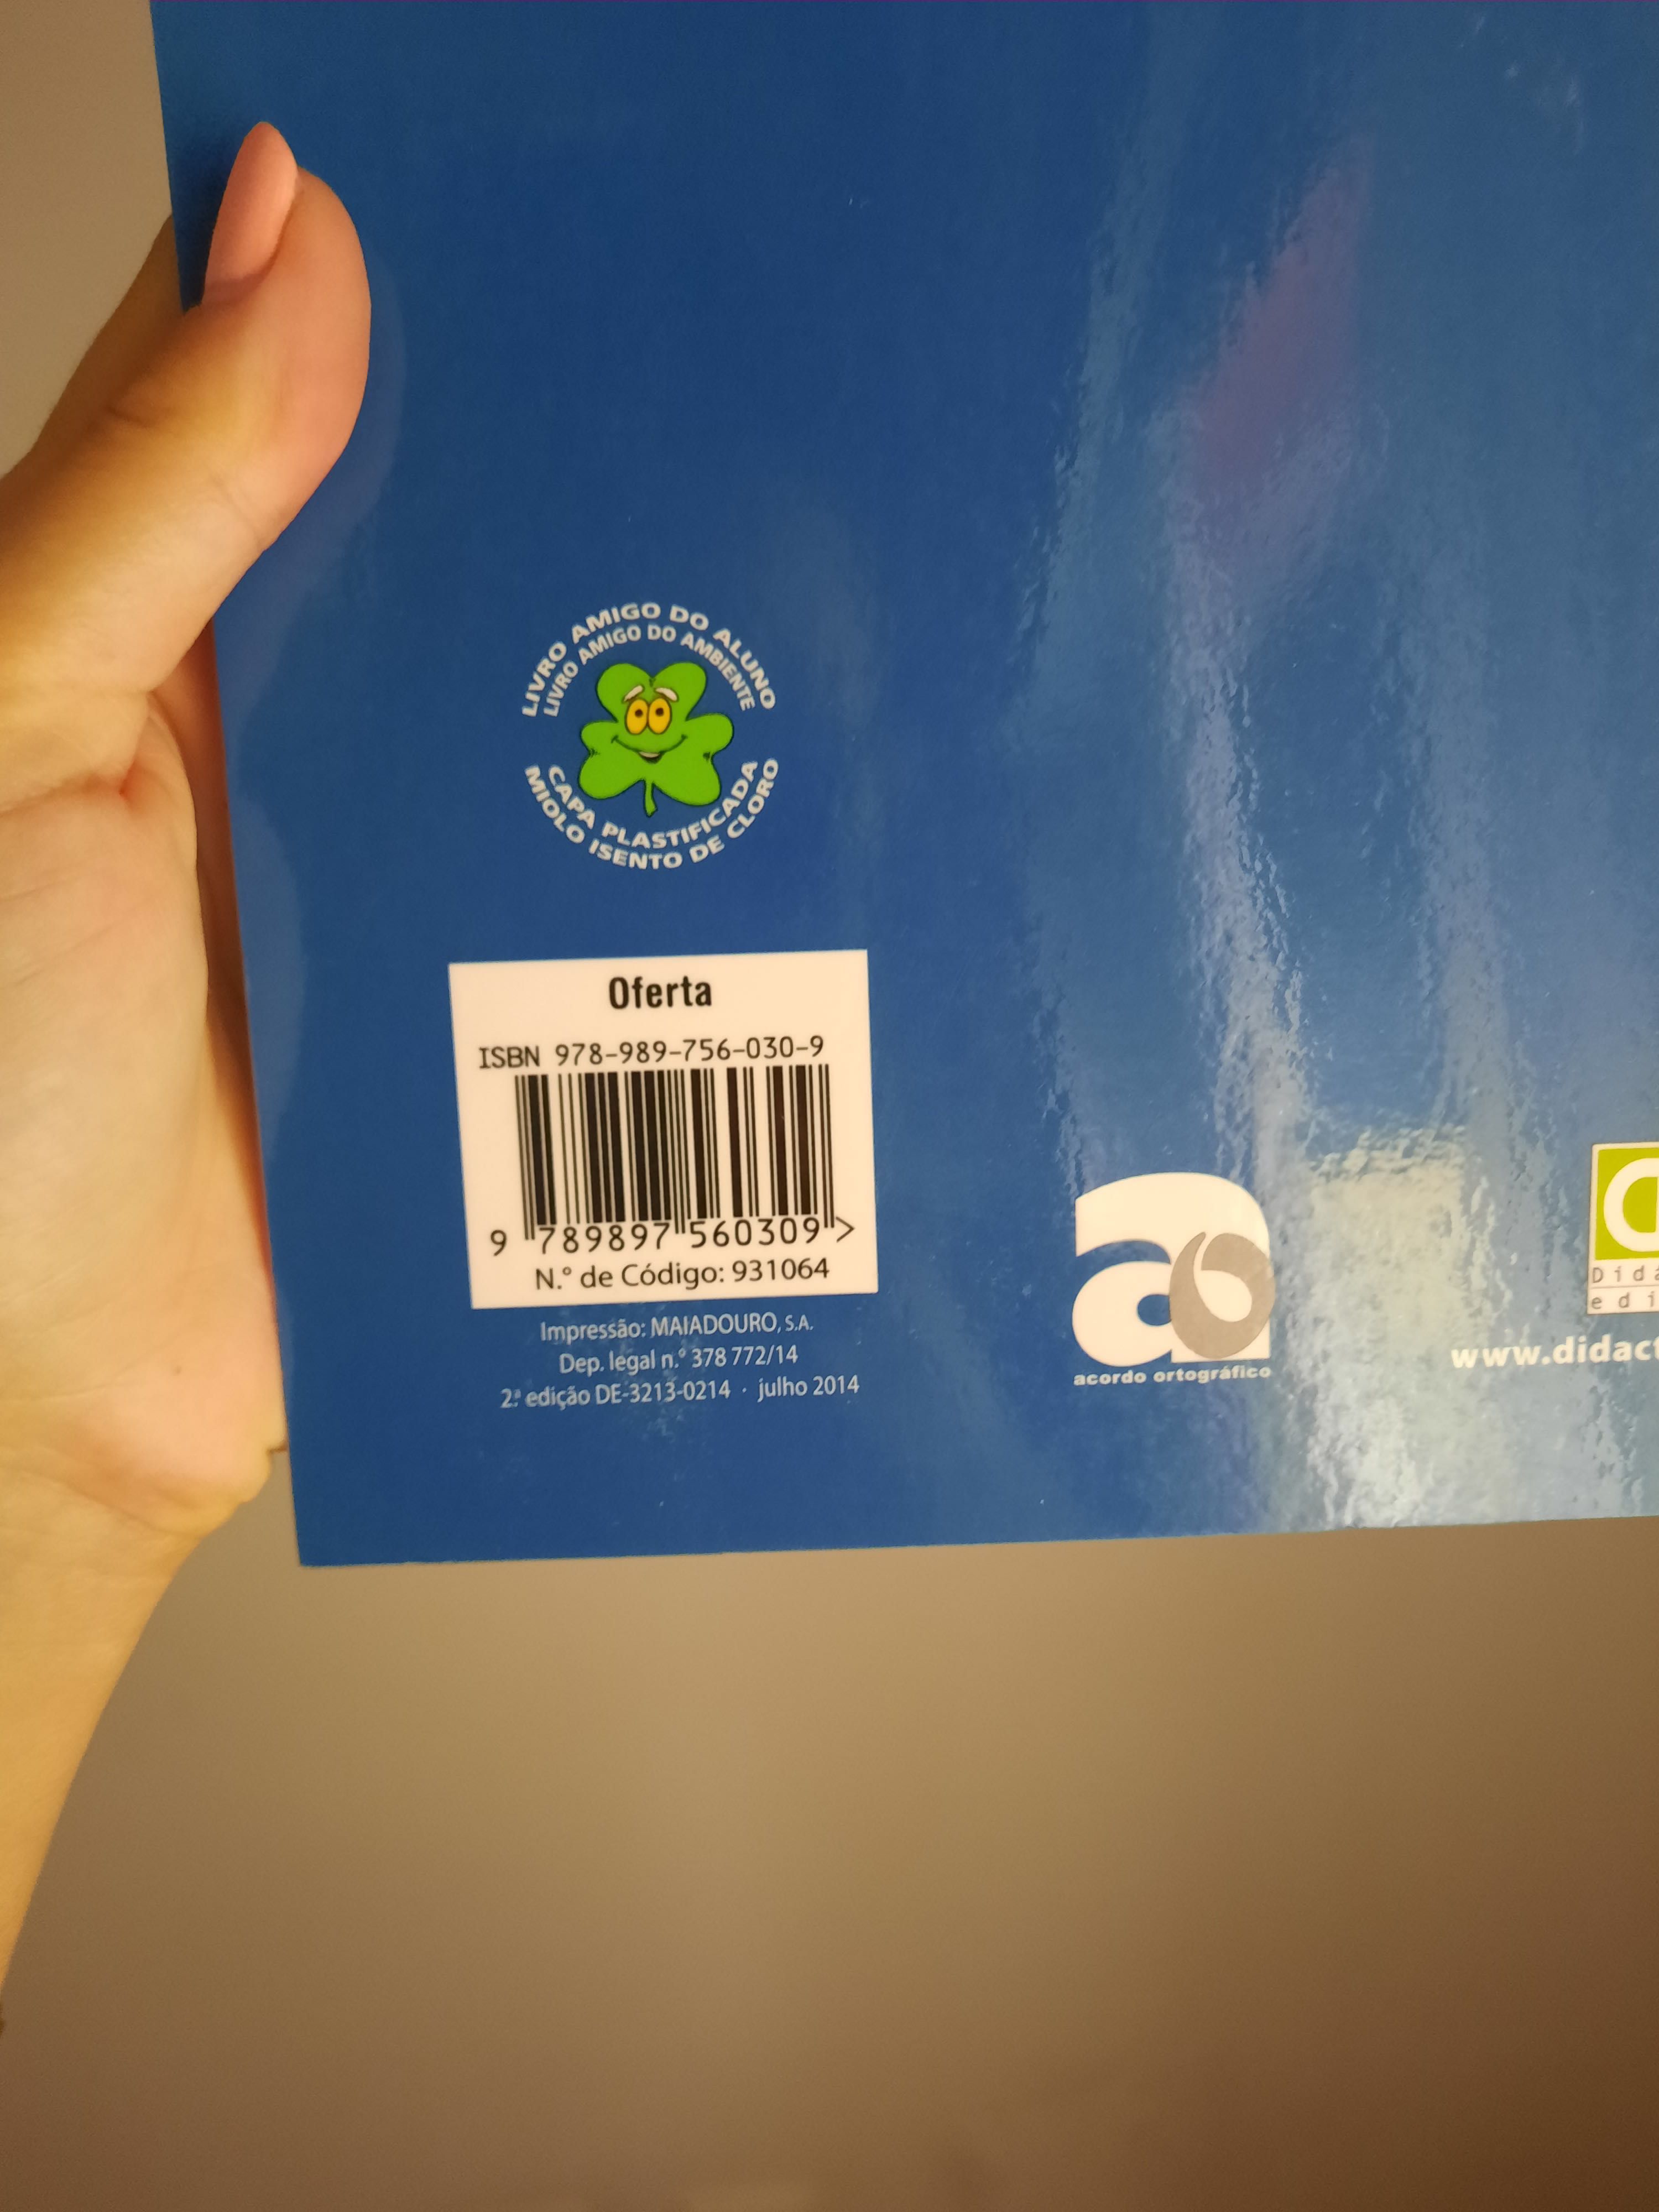 LIVRO AMIGO DO ALUNO
LIVRO AMIGO DO AMBIENTE
CAPA PLASTIFICADA
MIOLO ISENTO DE CLORO
Oferta
ISBN 978-989-756-030-9
9 789897 560309 >
N.º de Código: 931064
Impressão: MAIADOURO, S.A.
Dep. legal n.º 378 772/14
2.ª edição DE-3213-0214 · julho 2014
acordo ortográfico
www.didact